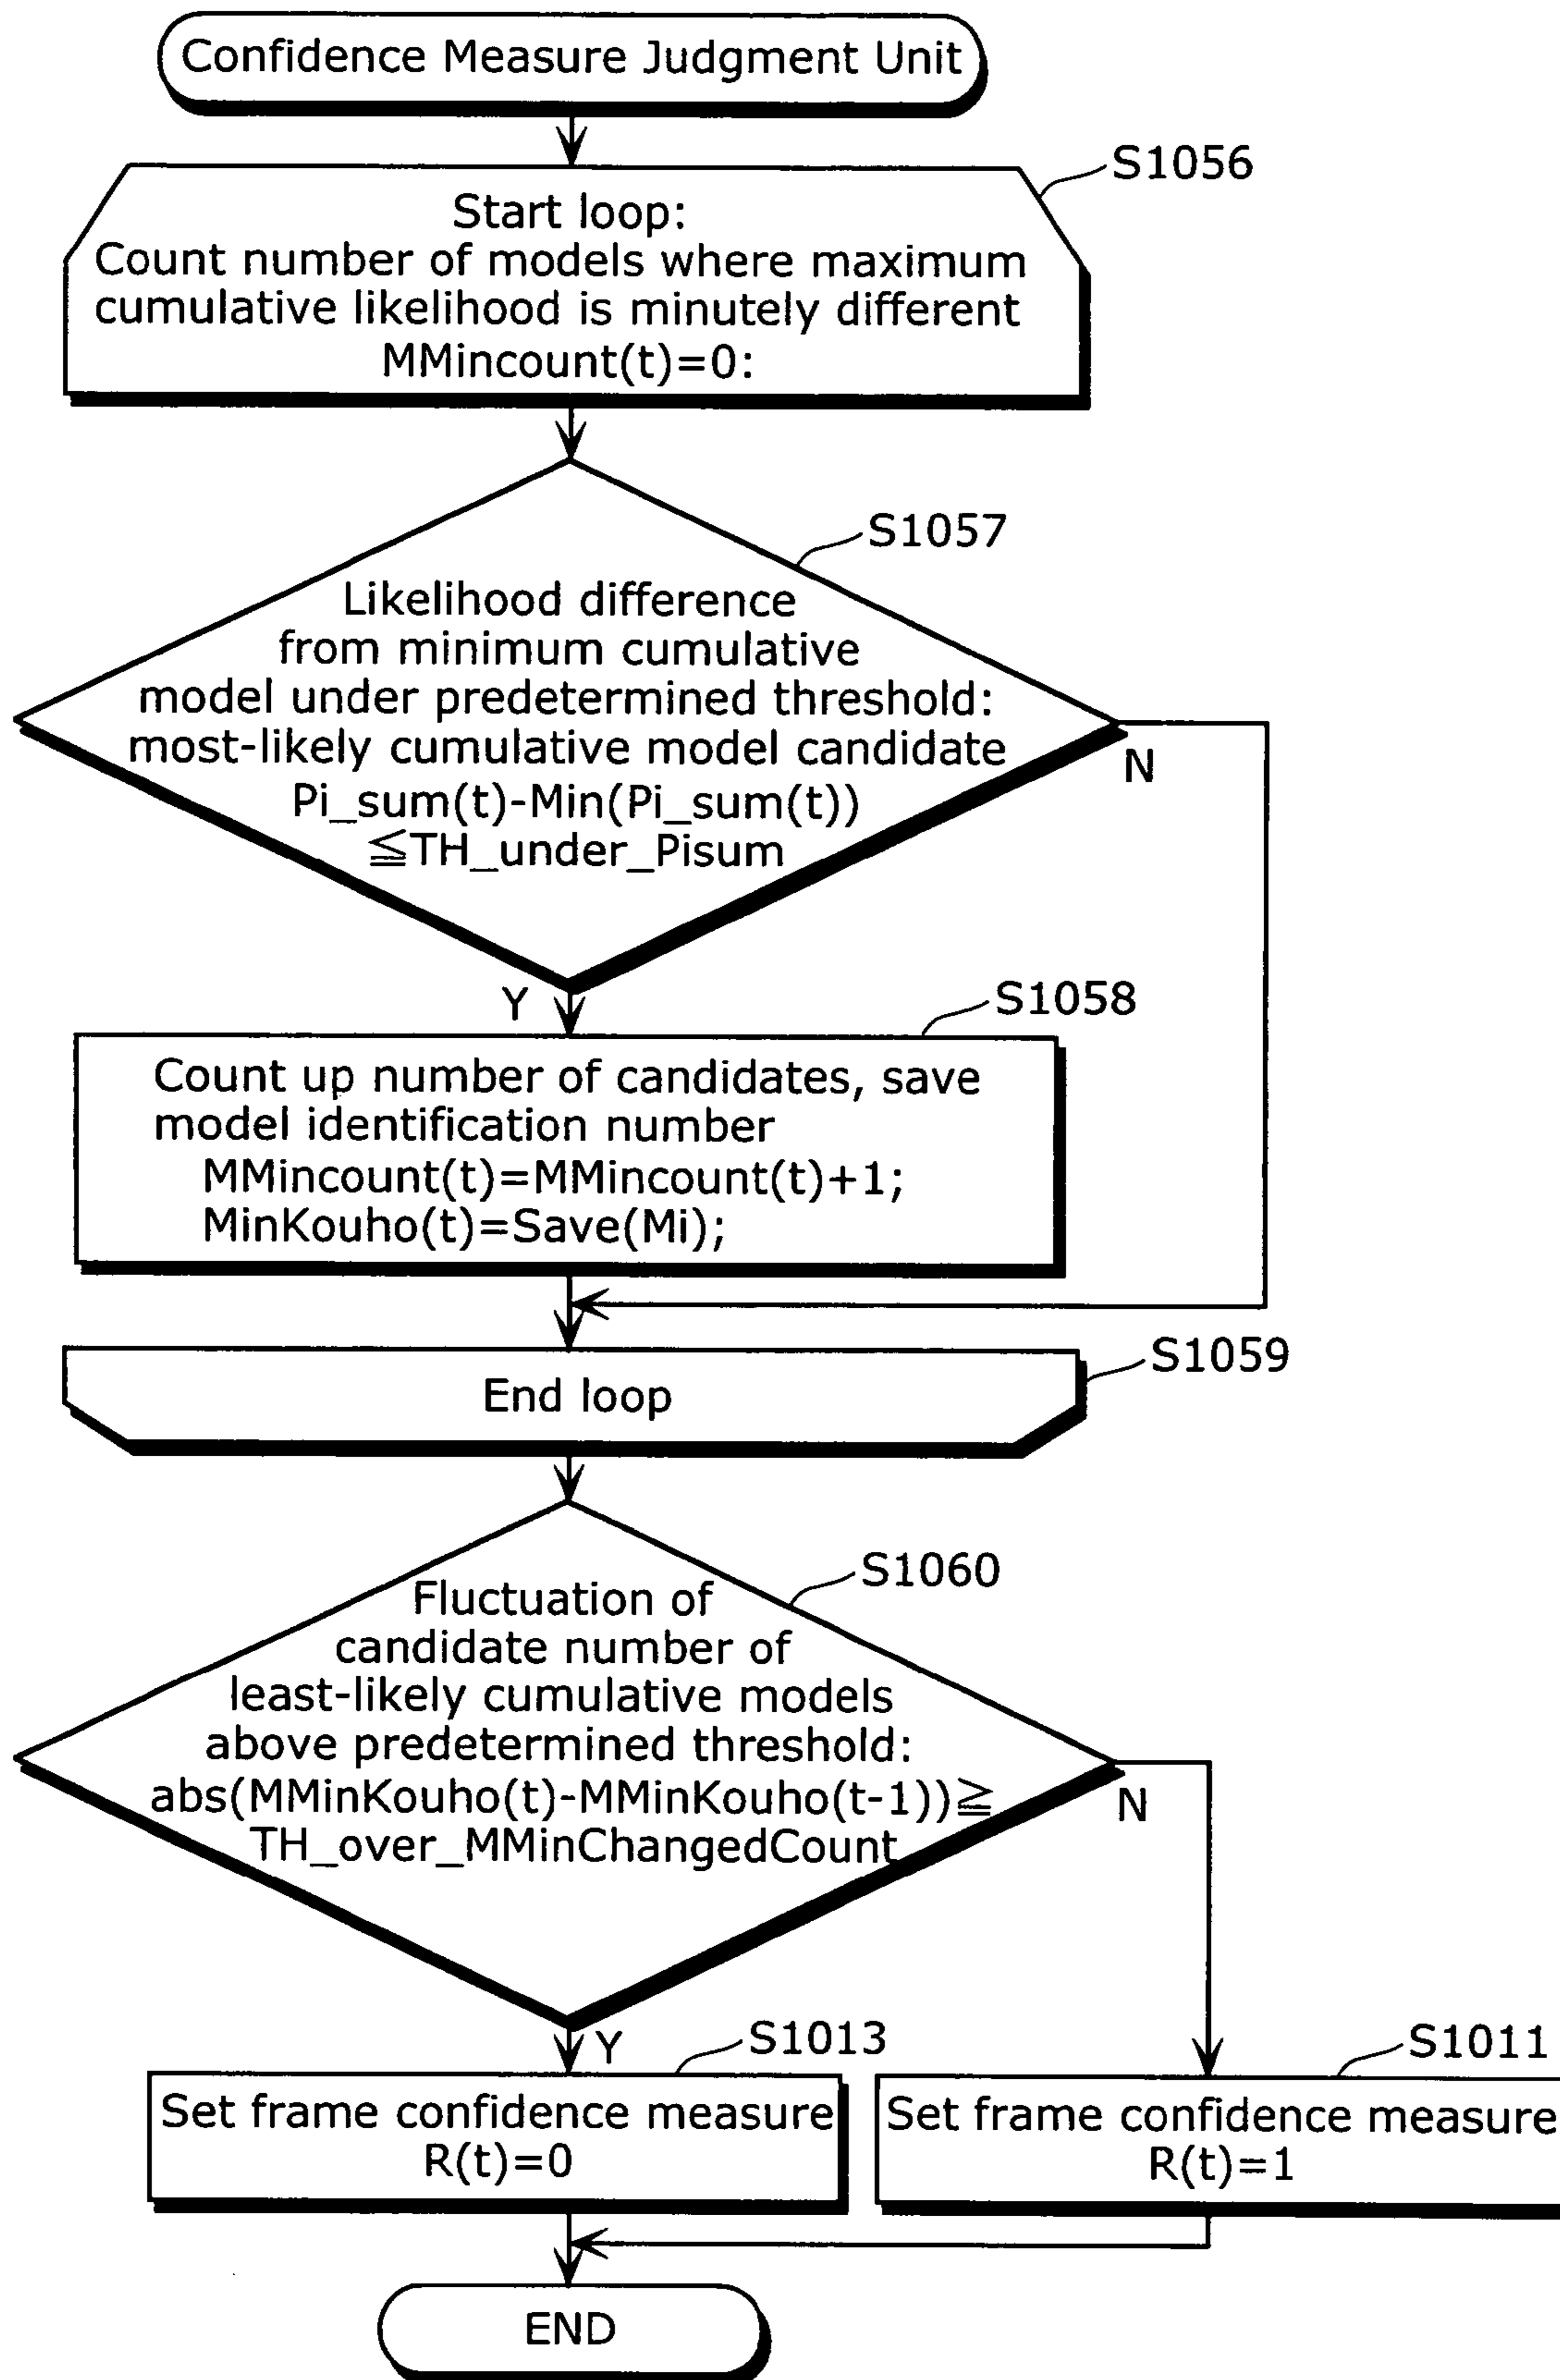 Confidence Measure Judgment Unit
S1056
Start loop:
Count number of models where maximum
cumulative likelihood is minutely different
MMincount(t)=0:
S1057
Likelihood difference
from minimum cumulative
model under predetermined threshold:
most-likely cumulative model candidate
Pi_sum(t)-Min(Pi_sum(t))
≦TH_under_Pisum
N
Y
S1058
Count up number of candidates, save
model identification number
MMincount(t)=MMincount(t)+1;
MinKouho(t)=Save(Mi);
S1059
End loop
S1060
Fluctuation of
candidate number of
least-likely cumulative models
above predetermined threshold:
abs(MMinKouho(t)-MMinKouho(t-1))≧
TH_over_MMinChangedCount
N
Y
S1013
Set frame confidence measure
R(t)=0
S1011
Set frame confidence measure
R(t)=1
END